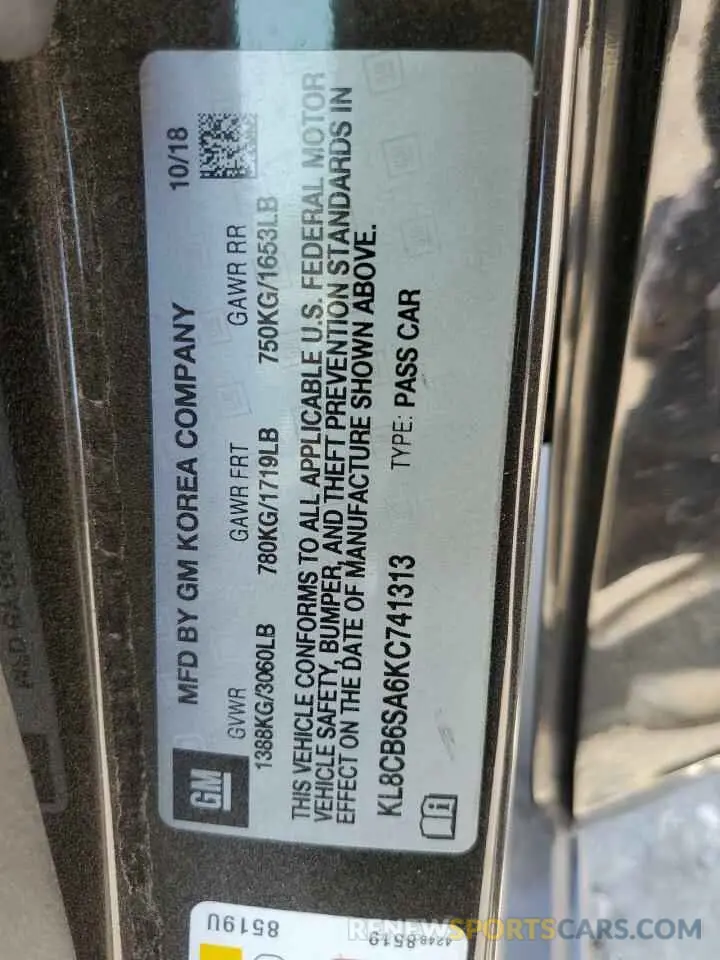 GM
MFD BY GM KOREA COMPANY 10/18
GVWR GAWR FRT GAWR RR
1388KG/3060LB 780KG/1719LB 750KG/1653LB
THIS VEHICLE CONFORMS TO ALL APPLICABLE U.S. FEDERAL MOTOR
VEHICLE SAFETY, BUMPER, AND THEFT PREVENTION STANDARDS IN
EFFECT ON THE DATE OF MANUFACTURE SHOWN ABOVE.
KL8CB6SA6KC741313 TYPE: PASS CAR
8519U
42488519
RENEWSPORTSCARS.COM